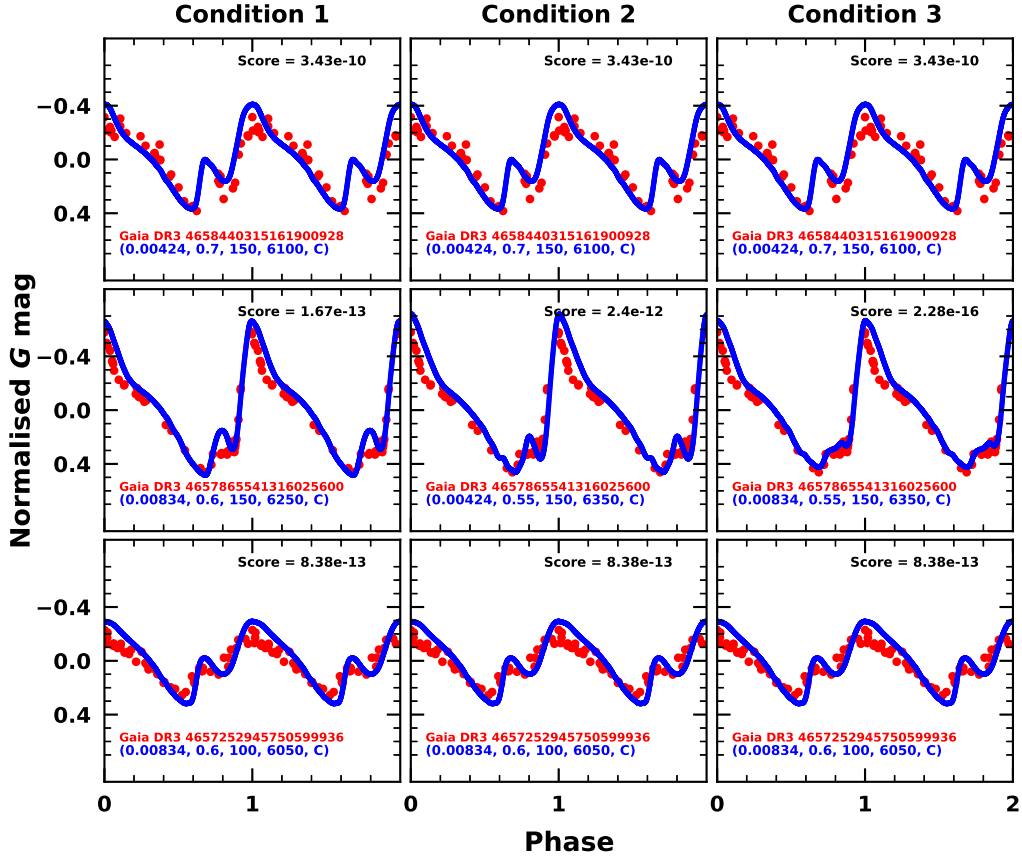 Condition 1
Condition 2
Condition 3
Normalised G mag
−0.4
0.0
0.4
Score = 3.43e-10
Gaia DR3 4658440315161900928
(0.00424, 0.7, 150, 6100, C)
Score = 3.43e-10
Gaia DR3 4658440315161900928
(0.00424, 0.7, 150, 6100, C)
Score = 3.43e-10
Gaia DR3 4658440315161900928
(0.00424, 0.7, 150, 6100, C)
−0.4
0.0
0.4
Score = 1.67e-13
Gaia DR3 4657865541316025600
(0.00834, 0.6, 150, 6250, C)
Score = 2.4e-12
Gaia DR3 4657865541316025600
(0.00424, 0.55, 150, 6350, C)
Score = 2.28e-16
Gaia DR3 4657865541316025600
(0.00834, 0.55, 150, 6350, C)
−0.4
0.0
0.4
Score = 8.38e-13
Gaia DR3 4657252945750599936
(0.00834, 0.6, 100, 6050, C)
Score = 8.38e-13
Gaia DR3 4657252945750599936
(0.00834, 0.6, 100, 6050, C)
Score = 8.38e-13
Gaia DR3 4657252945750599936
(0.00834, 0.6, 100, 6050, C)
0 1 0 1 0 1 2
Phase